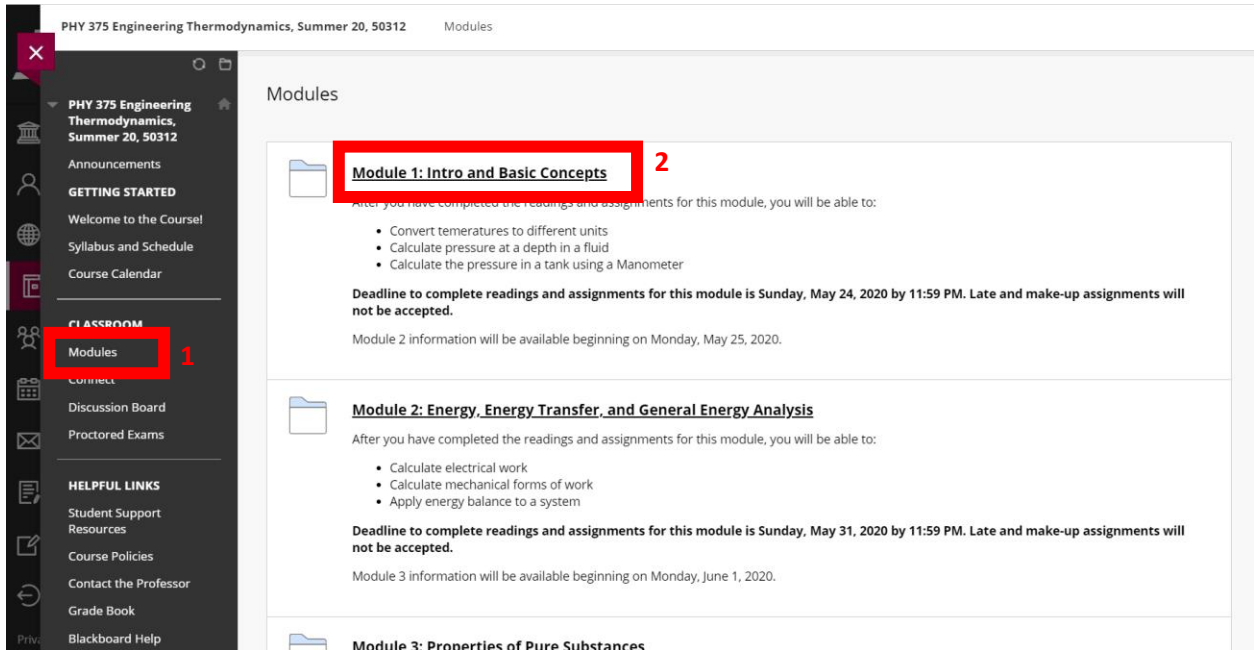 PHY 375 Engineering Thermodynamics, Summer 20, 50312 Modules
PHY 375 Engineering
Thermodynamics,
Summer 20, 50312
Announcements
GETTING STARTED
Welcome to the Course!
Syllabus and Schedule
Course Calendar
CLASSROOM
Modules
1
Connect
Discussion Board
Proctored Exams
HELPFUL LINKS
Student Support
Resources
Course Policies
Contact the Professor
Grade Book
Blackboard Help
Modules
Module 1: Intro and Basic Concepts
2
After you have completed the readings and assignments for this module, you will be able to:
• Convert temeratures to different units
• Calculate pressure at a depth in a fluid
• Calculate the pressure in a tank using a Manometer
Deadline to complete readings and assignments for this module is Sunday, May 24, 2020 by 11:59 PM. Late and make-up assignments will
not be accepted.
Module 2 information will be available beginning on Monday, May 25, 2020.
Module 2: Energy, Energy Transfer, and General Energy Analysis
After you have completed the readings and assignments for this module, you will be able to:
• Calculate electrical work
• Calculate mechanical forms of work
• Apply energy balance to a system
Deadline to complete readings and assignments for this module is Sunday, May 31, 2020 by 11:59 PM. Late and make-up assignments will
not be accepted.
Module 3 information will be available beginning on Monday, June 1, 2020.
Module 3: Properties of Pure Substances